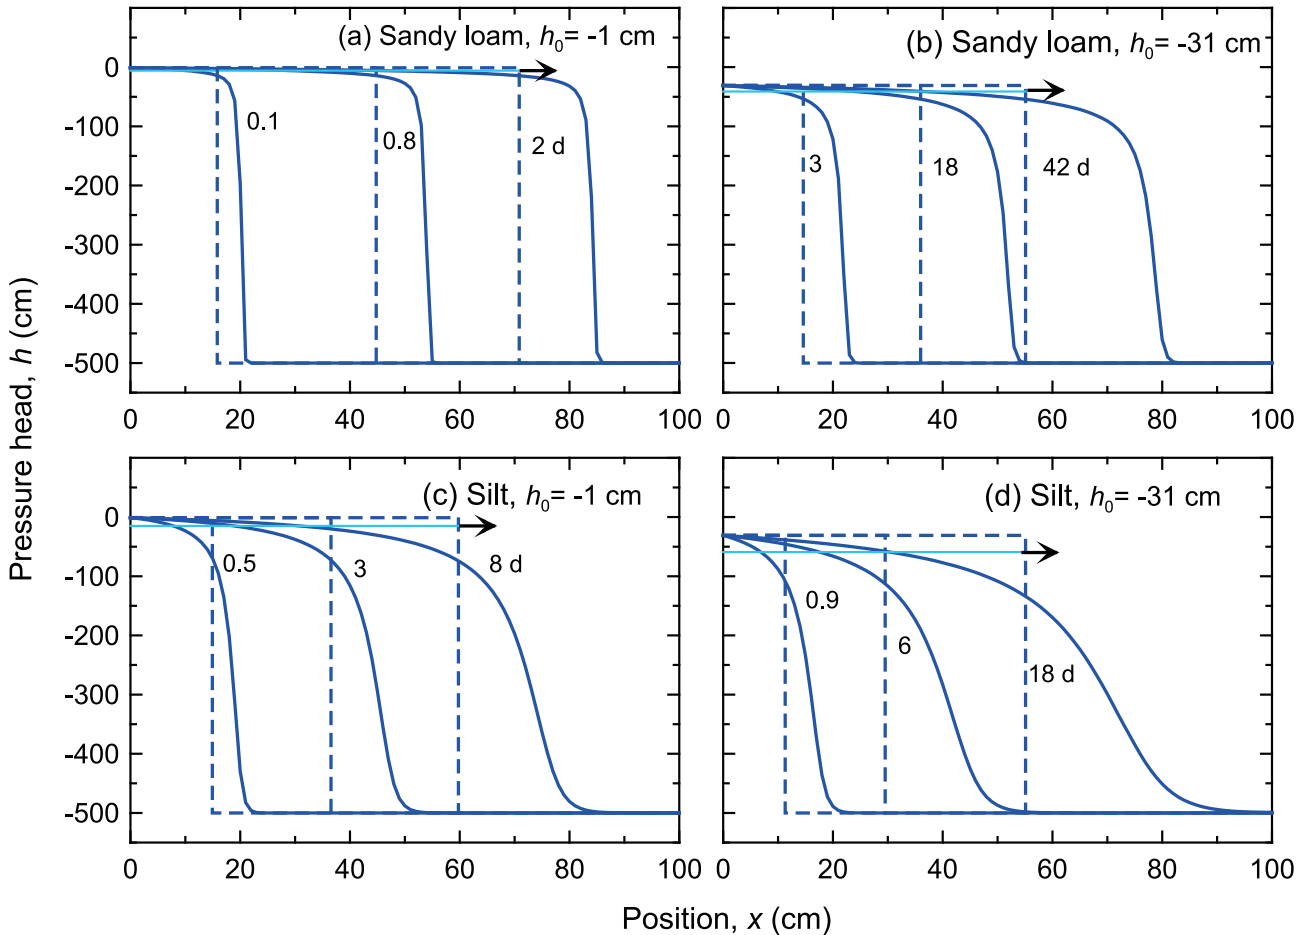 (a) Sandy loam, h₀= -1 cm
(b) Sandy loam, h₀= -31 cm
0
-100
-200
-300
-400
-500
0.1
0.8
2 d
3
18
42 d
0 20 40 60 80 100
0 20 40 60 80 100
(c) Silt, h₀= -1 cm
(d) Silt, h₀= -31 cm
0
-100
-200
-300
-400
-500
0.5
3
8 d
0.9
6
18 d
0 20 40 60 80 100
0 20 40 60 80 100
Pressure head, h (cm)
Position, x (cm)